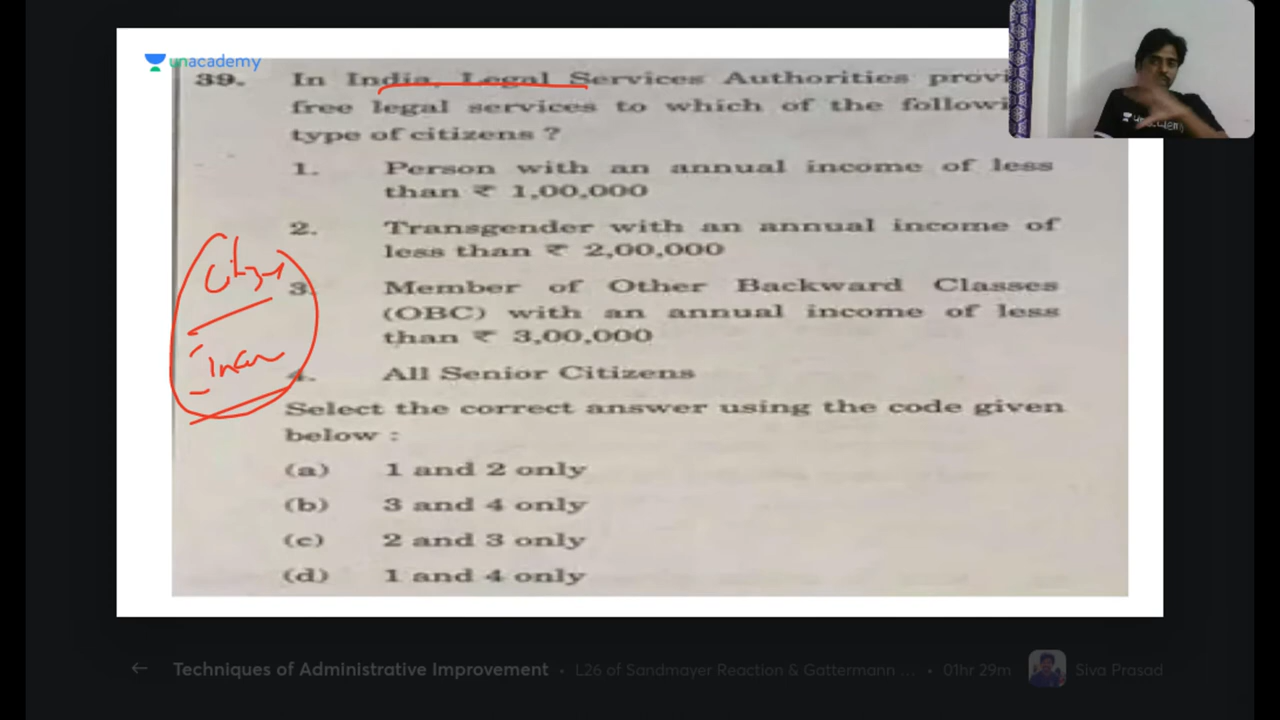 unacademy
39. In India, Legal Services Authorities provi
free legal services to which of the followi
type of citizens ?
1. Person with an annual income of less
than ₹ 1,00,000
2. Transgender with an annual income of
less than ₹ 2,00,000
3. Member of Other Backward Classes
(OBC) with an annual income of less
than ₹ 3,00,000
4. All Senior Citizens
Select the correct answer using the code given
below :
(a) 1 and 2 only
(b) 3 and 4 only
(c) 2 and 3 only
(d) 1 and 4 only
unacademy
← Techniques of Administrative Improvement • L26 of Sandmayer Reaction & Gattermann ... • 01hr 29m Siva Prasad